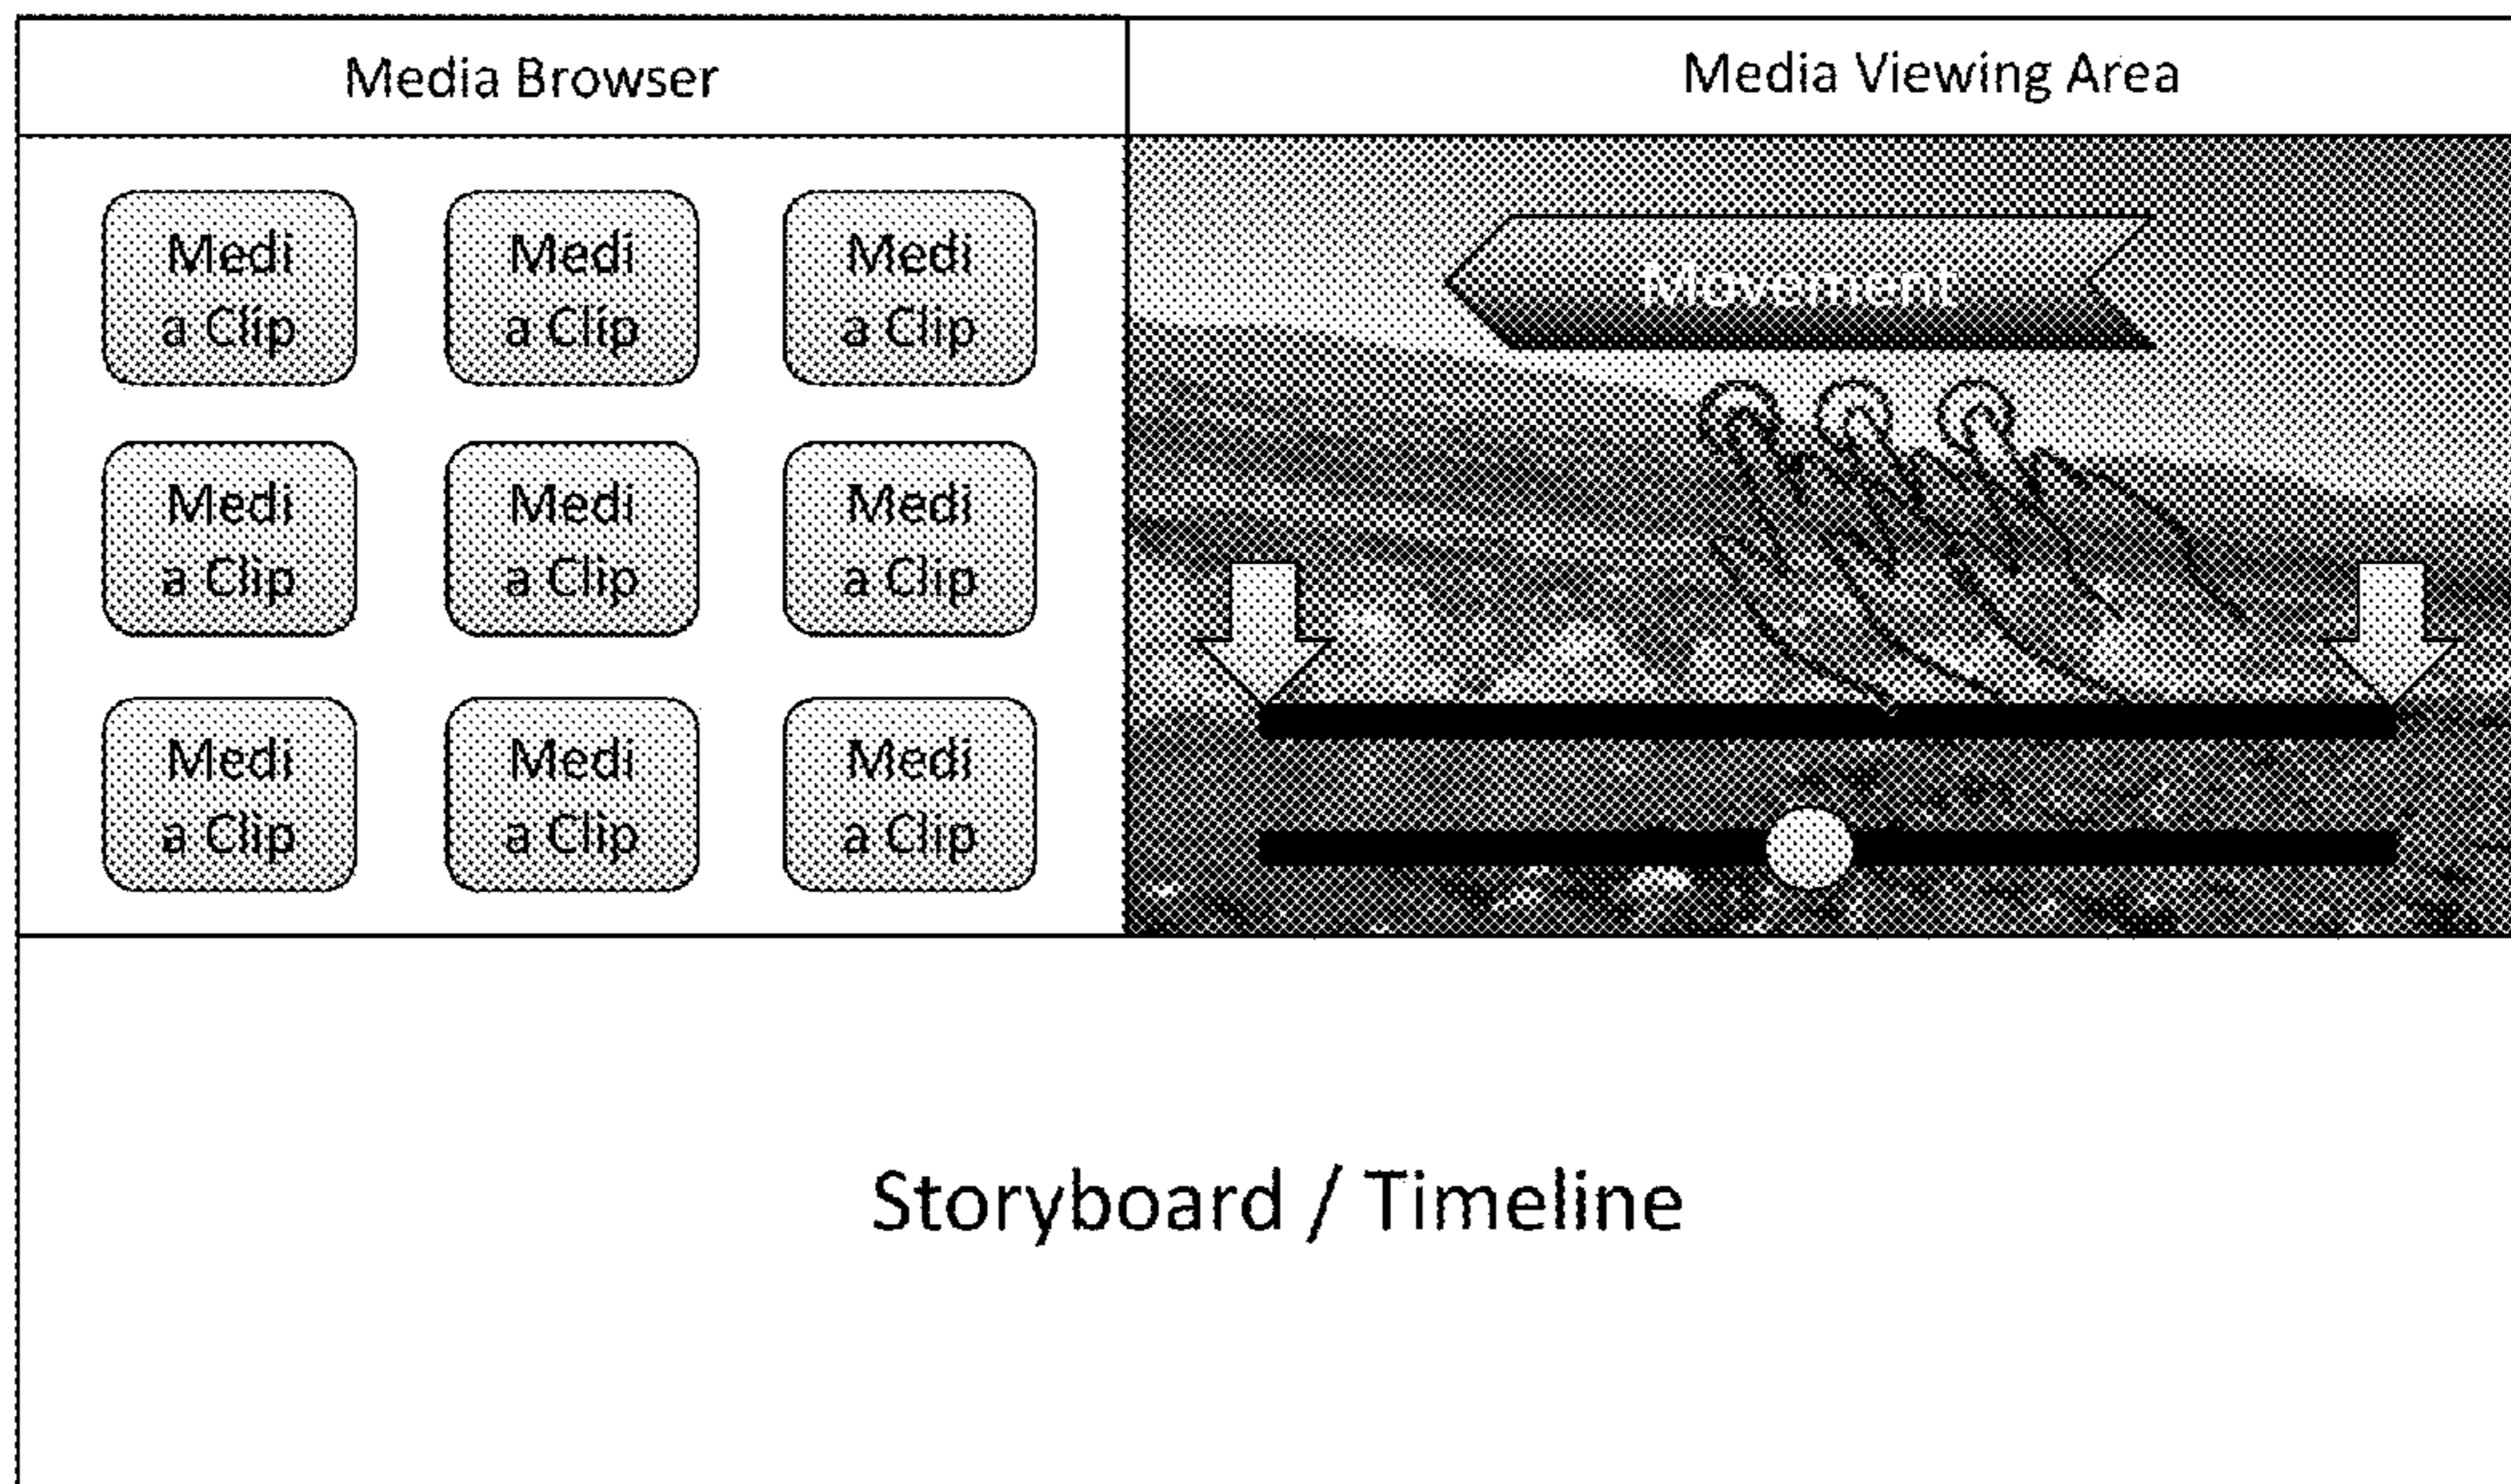 Media Browser
Media Viewing Area
Medi
a Clip
Medi
a Clip
Medi
a Clip
Movement
Medi
a Clip
Medi
a Clip
Medi
a Clip
Medi
a Clip
Medi
a Clip
Medi
a Clip
Storyboard / Timeline